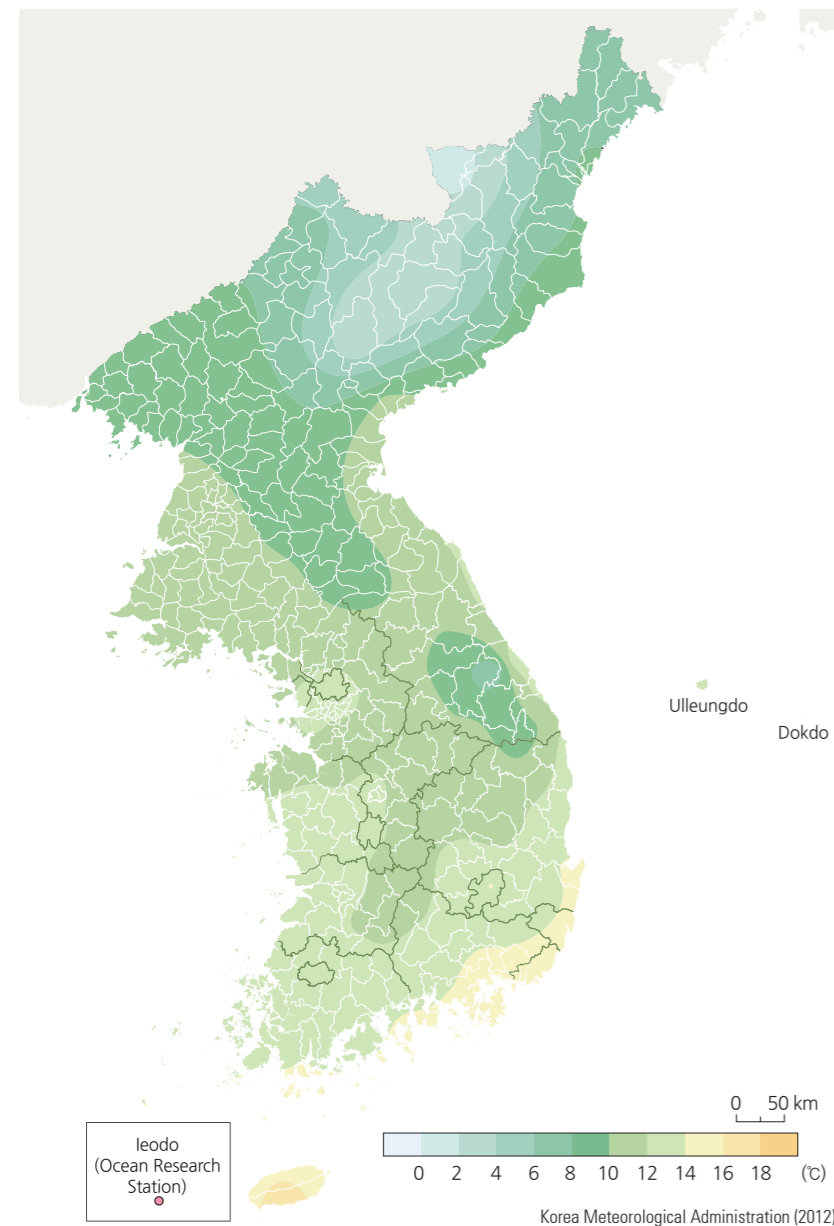 Ulleungdo
Dokdo
0 50 km
Ieodo
(Ocean Research
Station)
0 2 4 6 8 10 12 14 16 18 (℃)
Korea Meteorological Administration (2012)